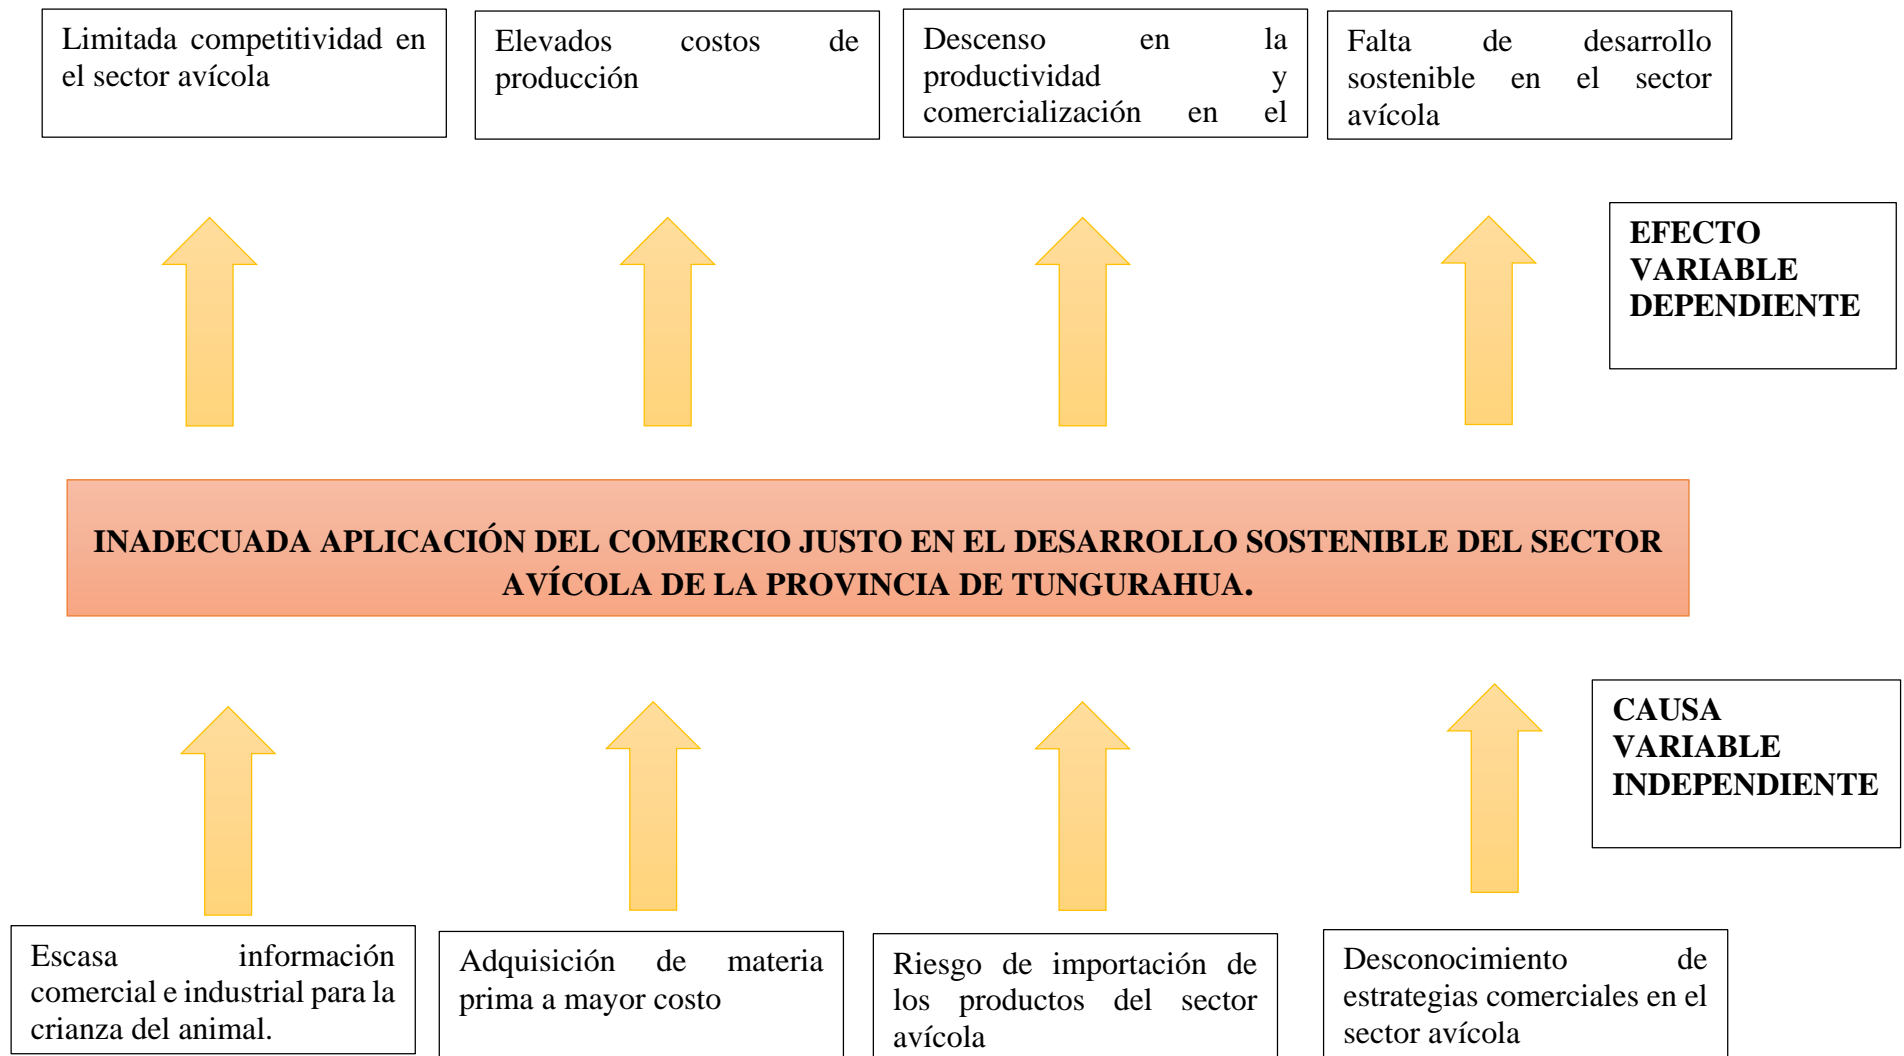 Limitada competitividad en
el sector avícola
Elevados costos de
producción
Descenso en la
productividad y
comercialización en el
Falta de desarrollo
sostenible en el sector
avícola
EFECTO
VARIABLE
DEPENDIENTE
INADECUADA APLICACIÓN DEL COMERCIO JUSTO EN EL DESARROLLO SOSTENIBLE DEL SECTOR
AVÍCOLA DE LA PROVINCIA DE TUNGURAHUA.
CAUSA
VARIABLE
INDEPENDIENTE
Escasa información
comercial e industrial para la
crianza del animal.
Adquisición de materia
prima a mayor costo
Riesgo de importación de
los productos del sector
avícola
Desconocimiento de
estrategias comerciales en el
sector avícola